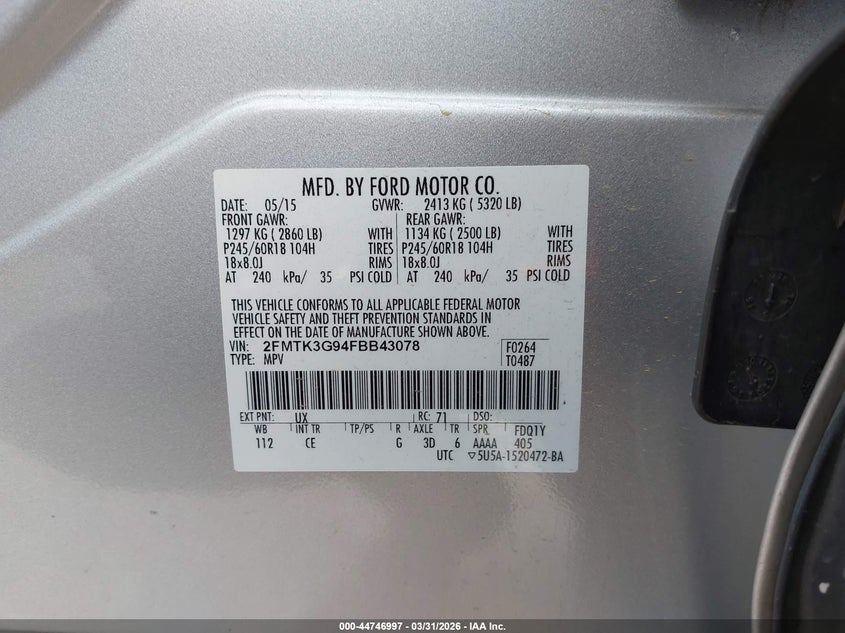 MFD. BY FORD MOTOR CO.
DATE: 05/15 GVWR: 2413 KG ( 5320 LB)
FRONT GAWR: REAR GAWR:
1297 KG ( 2860 LB) WITH 1134 KG ( 2500 LB) WITH
P245/60R18 104H TIRES P245/60R18 104H TIRES
18x8.0J RIMS 18x8.0J RIMS
AT 240 kPa/ 35 PSI COLD AT 240 kPa/ 35 PSI COLD
THIS VEHICLE CONFORMS TO ALL APPLICABLE FEDERAL MOTOR
VEHICLE SAFETY AND THEFT PREVENTION STANDARDS IN
EFFECT ON THE DATE OF MANUFACTURE SHOWN ABOVE.
VIN: 2FMTK3G94FBB43078 F0264
TYPE: MPV T0487
EXT PNT: UX RC: 71 DSO:
WB INT TR TP/PS R AXLE TR SPR FDQ1Y
112 CE G 3D 6 AAAA 405
UTC ▽5U5A-1520472-BA
000-44746997 - 03/31/2026 - IAA Inc.